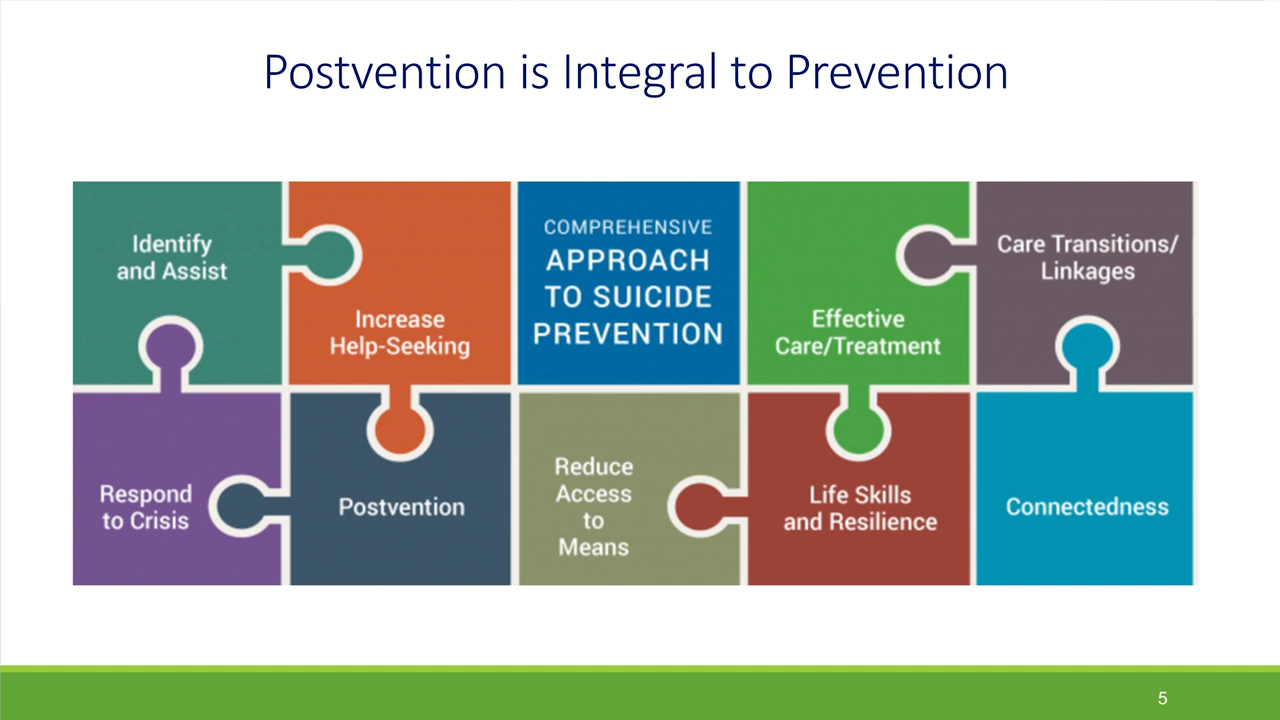 Postvention is Integral to Prevention
Identify
and Assist
Increase
Help-Seeking
COMPREHENSIVE
APPROACH
TO SUICIDE
PREVENTION
Effective
Care/Treatment
Care Transitions/
Linkages
Respond
to Crisis
Postvention
Reduce
Access
to
Means
Life Skills
and Resilience
Connectedness
5